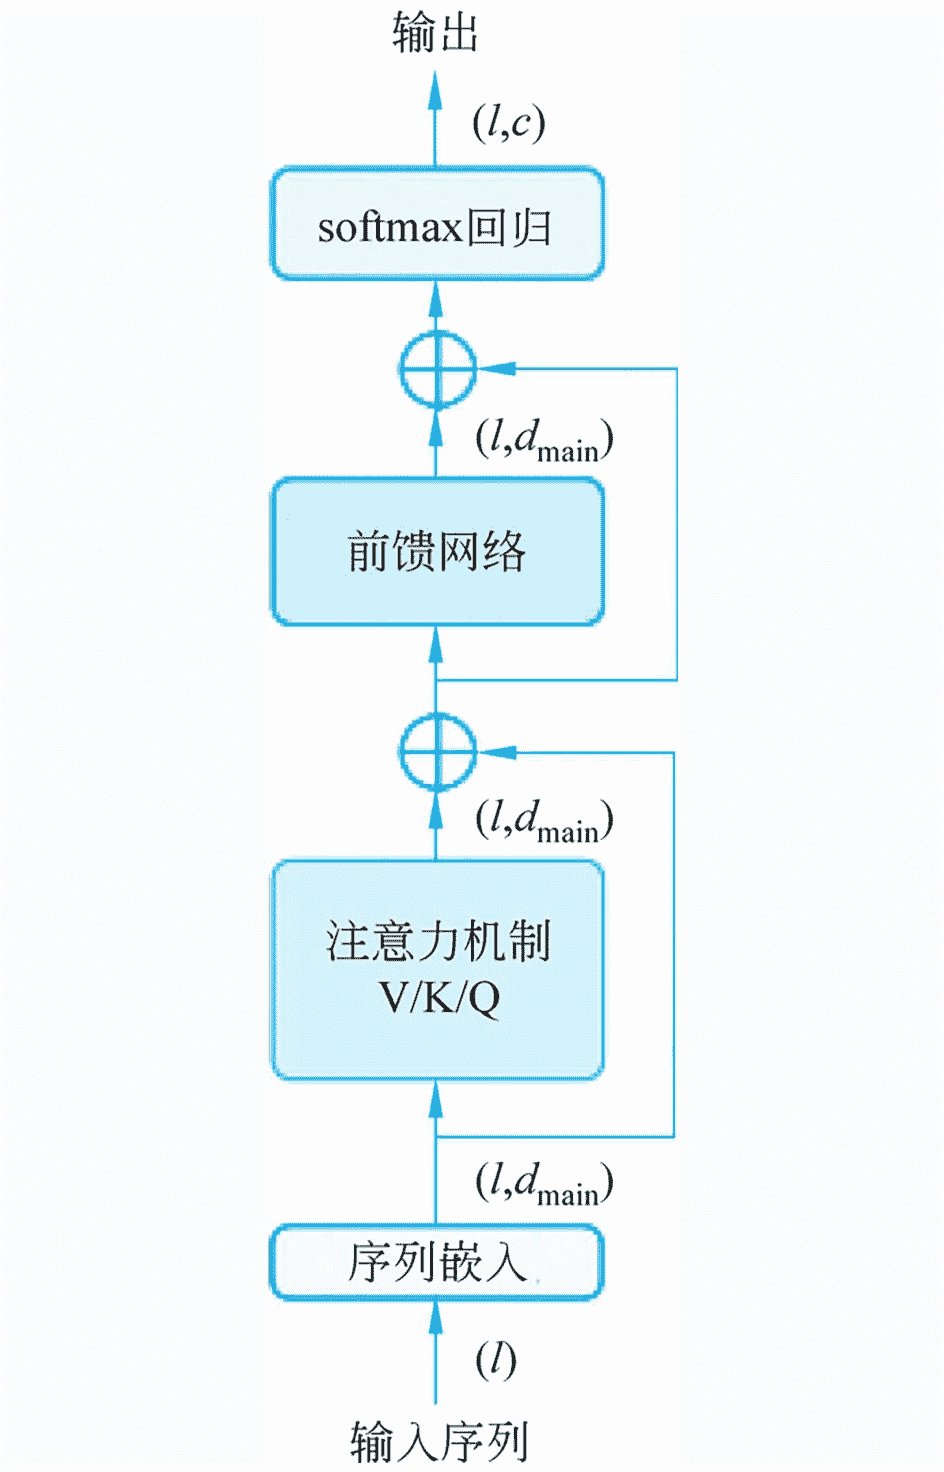 输出
(l,c)
softmax回归
(l,dmain)
前馈网络
(l,dmain)
注意力机制
V/K/Q
(l,dmain)
序列嵌入
(l)
输入序列